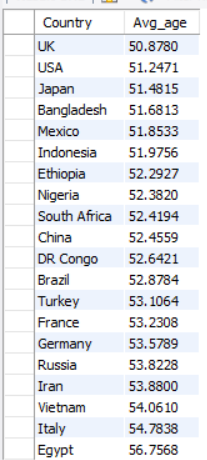 Country Avg_age
UK 50.8780
USA 51.2471
Japan 51.4815
Bangladesh 51.6813
Mexico 51.8533
Indonesia 51.9756
Ethiopia 52.2927
Nigeria 52.3820
South Africa 52.4194
China 52.4559
DR Congo 52.6421
Brazil 52.8784
Turkey 53.1064
France 53.2308
Germany 53.5789
Russia 53.8228
Iran 53.8800
Vietnam 54.0610
Italy 54.7838
Egypt 56.7568